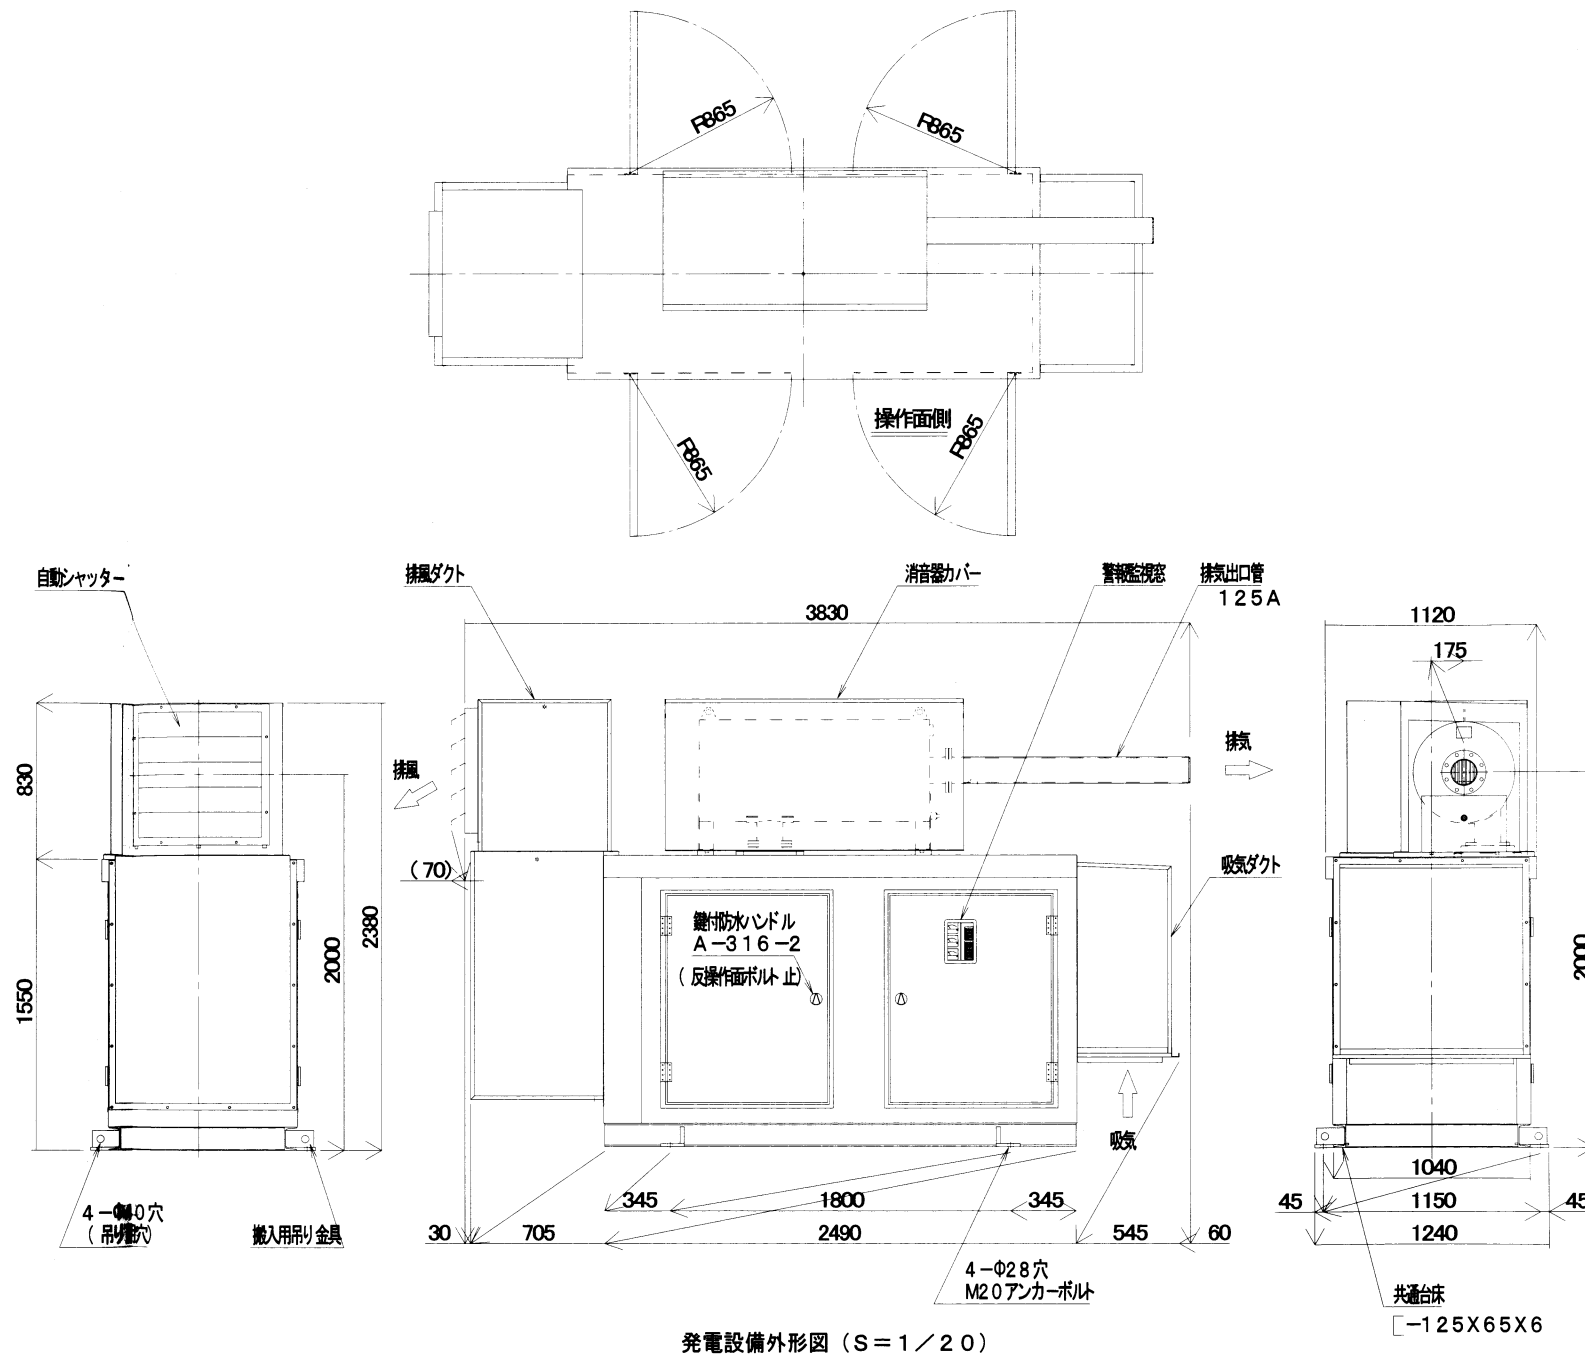 R865
R865
操作面側
R865
R865
自動シャッター
排風ダクト
消音器カバー
警報監視窓
排気出口管
125A
3830
1120
175
排風
排気
830
(70)
吸気ダクト
鍵付防水ハンドル
A-316-2
(反操作面ボルト止)
2380
2000
2000
1550
吸気
1040
345
1800
345
45
1150
45
30
705
2490
545
60
1240
(吊り
搬入用吊り金具
4-Φ28穴
M20アンカーボルト
共通台床
[-125X65X6
発電設備外形図(S=1/20)